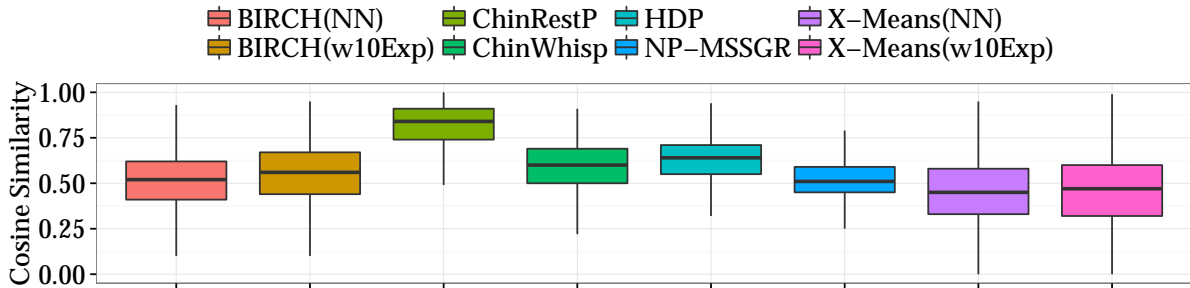 BIRCH(NN) ChinRestP HDP X−Means(NN)
BIRCH(w10Exp) ChinWhisp NP−MSSGR X−Means(w10Exp)
Cosine Similarity
1.00
0.75
0.50
0.25
0.00